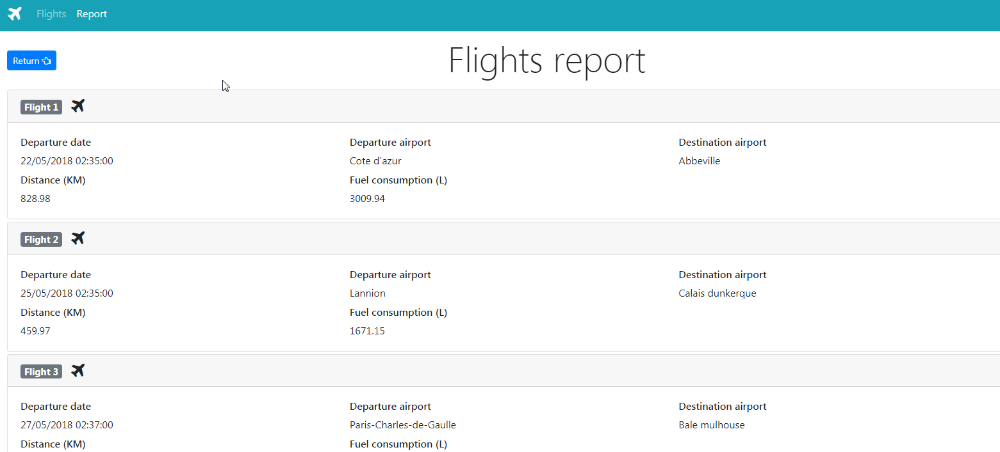 Flights Report
Return
Flights report
Flight 1
Departure date Departure airport Destination airport
22/05/2018 02:35:00 Cote d'azur Abbeville
Distance (KM) Fuel consumption (L)
828.98 3009.94
Flight 2
Departure date Departure airport Destination airport
25/05/2018 02:35:00 Lannion Calais dunkerque
Distance (KM) Fuel consumption (L)
459.97 1671.15
Flight 3
Departure date Departure airport Destination airport
27/05/2018 02:37:00 Paris-Charles-de-Gaulle Bale mulhouse
Distance (KM) Fuel consumption (L)